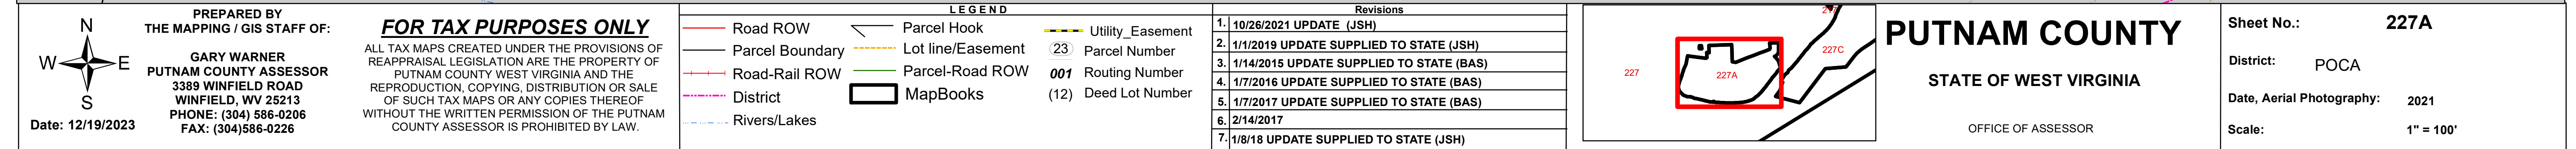 N
W E
S
Date: 12/19/2023
PREPARED BY
THE MAPPING / GIS STAFF OF:
GARY WARNER
PUTNAM COUNTY ASSESSOR
3389 WINFIELD ROAD
WINFIELD, WV 25213
PHONE: (304) 586-0206
FAX: (304)586-0226
FOR TAX PURPOSES ONLY
ALL TAX MAPS CREATED UNDER THE PROVISIONS OF
REAPPRAISAL LEGISLATION ARE THE PROPERTY OF
PUTNAM COUNTY WEST VIRGINIA AND THE
REPRODUCTION, COPYING, DISTRIBUTION OR SALE
OF SUCH TAX MAPS OR ANY COPIES THEREOF
WITHOUT THE WRITTEN PERMISSION OF THE PUTNAM
COUNTY ASSESSOR IS PROHIBITED BY LAW.
LEGEND
Road ROW
Parcel Boundary
Road-Rail ROW
District
Rivers/Lakes
Parcel Hook
Lot line/Easement
Parcel-Road ROW
MapBooks
Utility_Easement
23 Parcel Number
001 Routing Number
(12) Deed Lot Number
Revisions
1. 10/26/2021 UPDATE (JSH)
2. 1/1/2019 UPDATE SUPPLIED TO STATE (JSH)
3. 1/14/2015 UPDATE SUPPLIED TO STATE (BAS)
4. 1/7/2016 UPDATE SUPPLIED TO STATE (BAS)
5. 1/7/2017 UPDATE SUPPLIED TO STATE (BAS)
6. 2/14/2017
7. 1/8/18 UPDATE SUPPLIED TO STATE (JSH)
227
227A
227C
PUTNAM COUNTY
STATE OF WEST VIRGINIA
OFFICE OF ASSESSOR
Sheet No.: 227A
District: POCA
Date, Aerial Photography: 2021
Scale: 1" = 100'